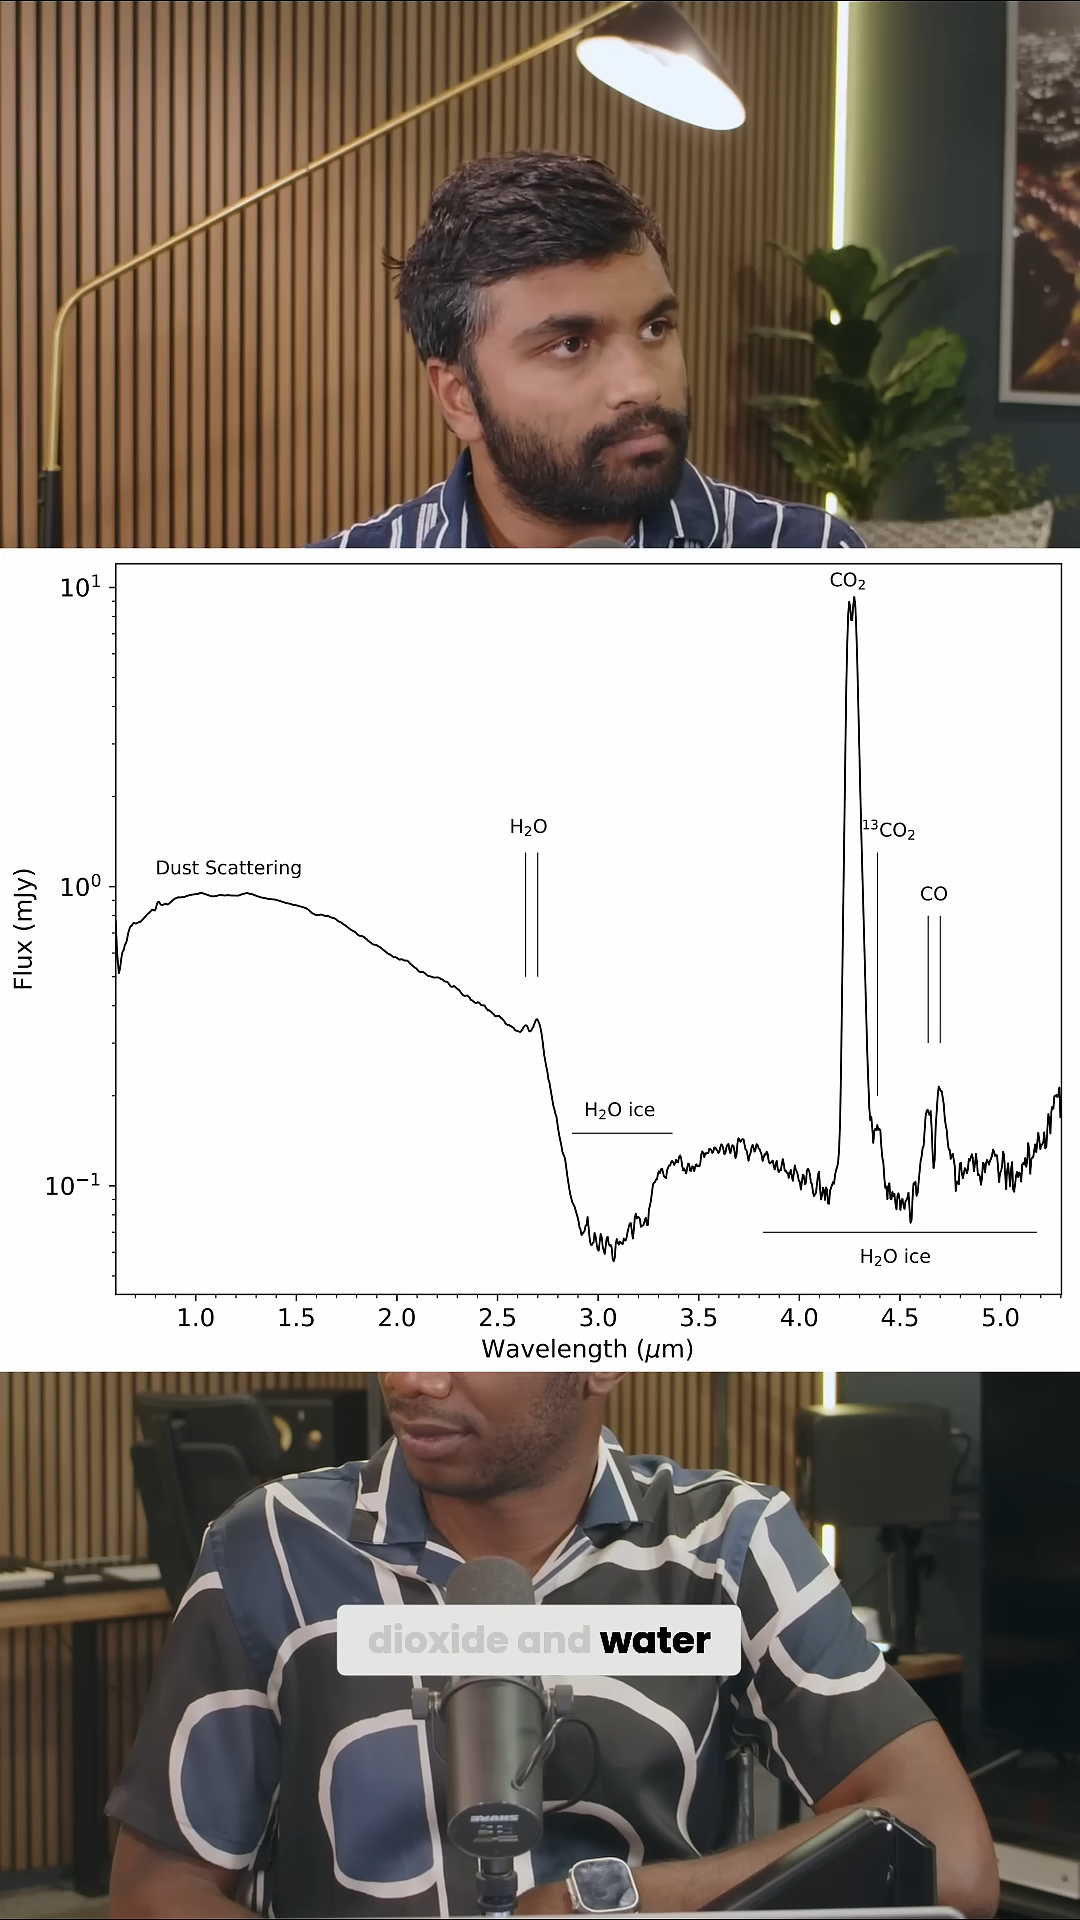 10¹
CO₂
H₂O
¹³CO₂
Dust Scattering
10⁰
CO
Flux (mJy)
H₂O ice
10⁻¹
H₂O ice
1.0 1.5 2.0 2.5 3.0 3.5 4.0 4.5 5.0
Wavelength (μm)
dioxide and water
SHURE